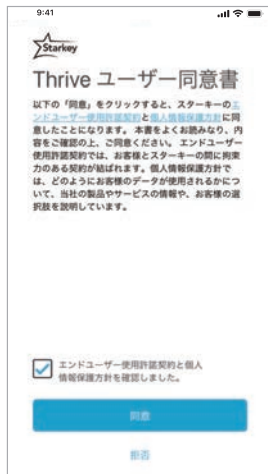 9:41
Starkey
Thrive ユーザー同意書
以下の「同意」をクリックすると、スターキーのエ
ンドユーザー使用許諾契約と個人情報保護方針に同
意したことになります。 本書をよくお読みなり、内
容をご確認の上、ご同意ください。 エンドユーザー
使用許諾契約では、お客様とスターキーの間に拘束
力のある契約が結ばれます。個人情報保護方針で
は、どのようにお客様のデータが使用されるかにつ
いて、当社の製品やサービスの情報や、お客様の選
択肢を説明しています。
エンドユーザー使用許諾契約と個人
情報保護方針を確認しました。
同意
拒否